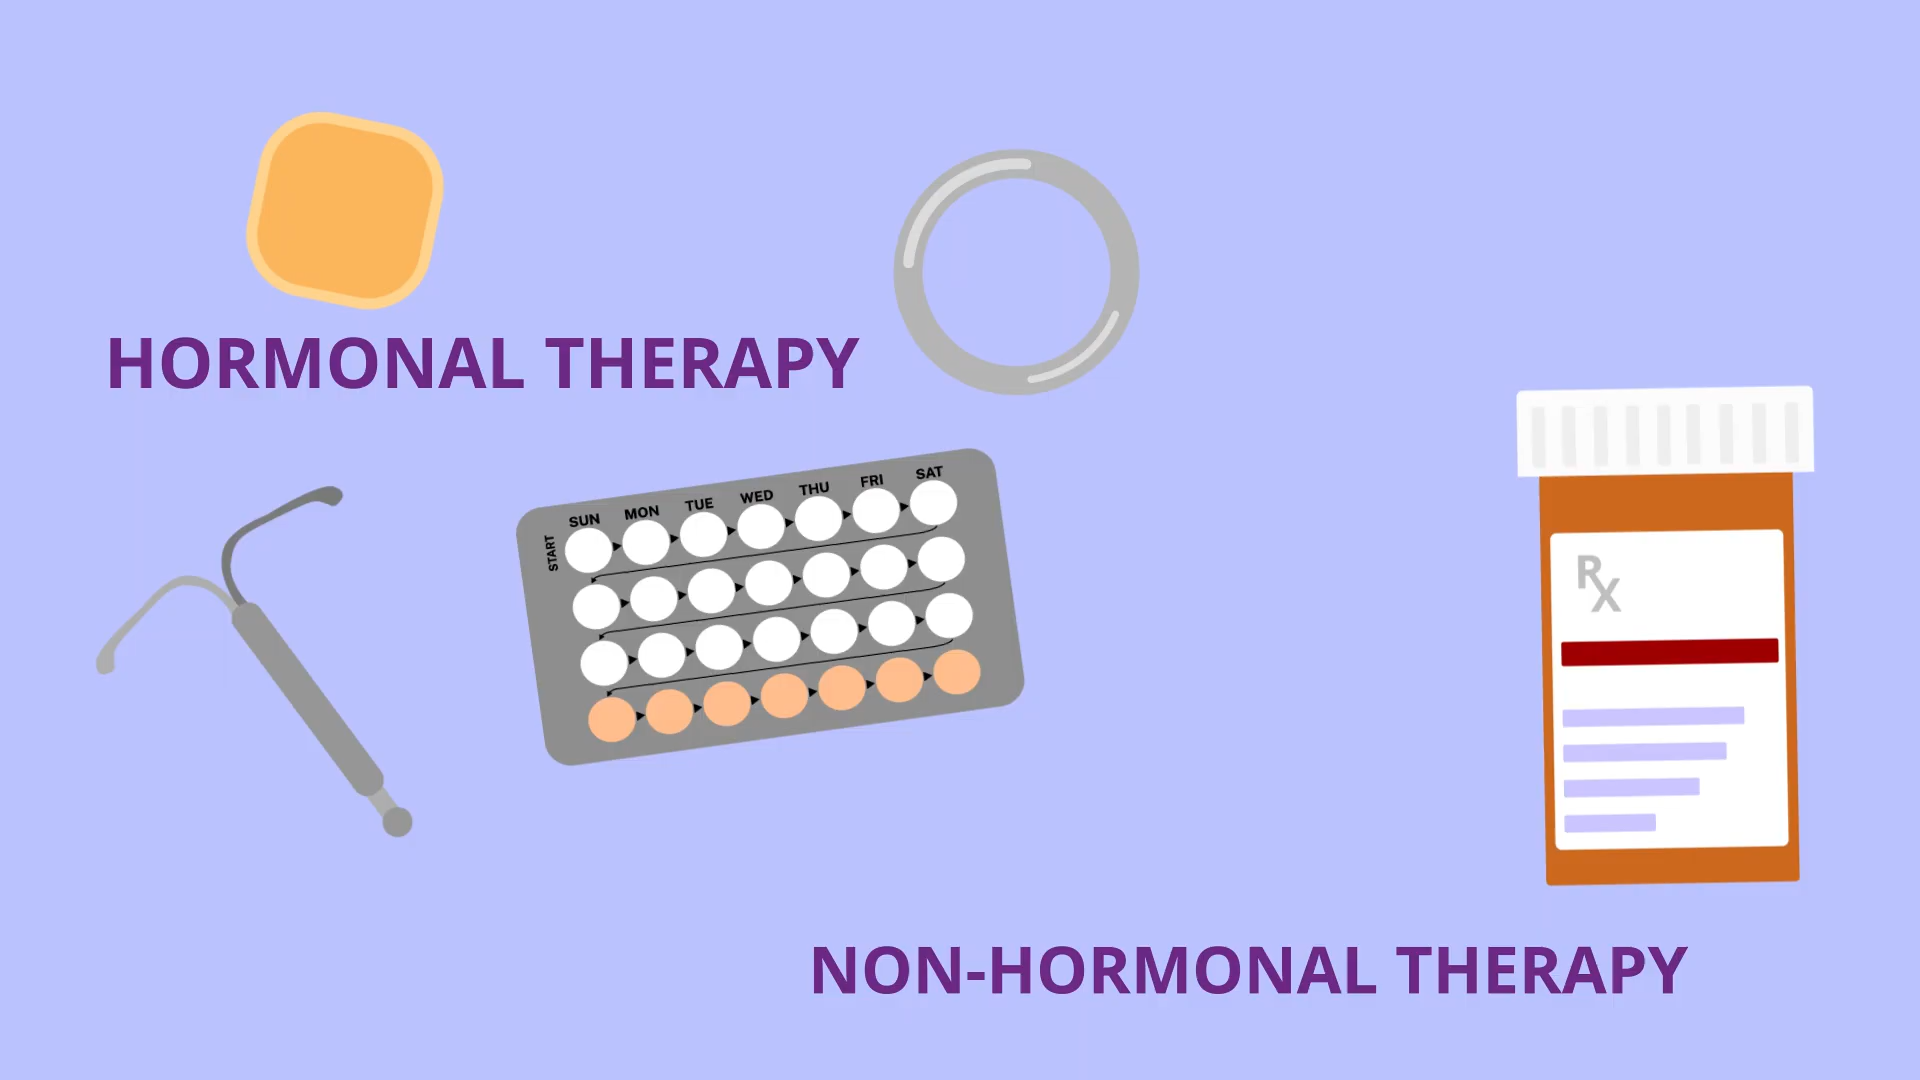 HORMONAL THERAPY
SUN MON TUE WED THU FRI SAT
START
Rx
NON-HORMONAL THERAPY